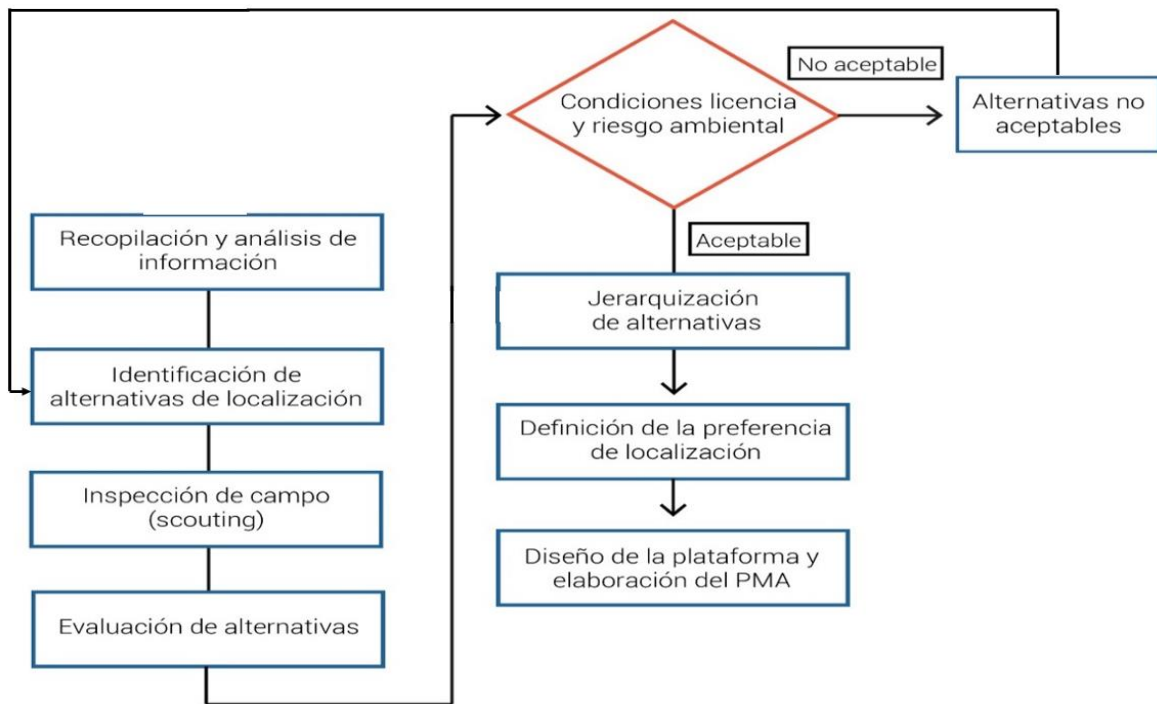 No aceptable
Condiciones licencia
y riesgo ambiental
Alternativas no
aceptables
Recopilación y análisis de
información
Aceptable
Jerarquización
de alternativas
Identificación de
alternativas de localización
Definición de la preferencia
de localización
Inspección de campo
(scouting)
Diseño de la plataforma y
elaboración del PMA
Evaluación de alternativas